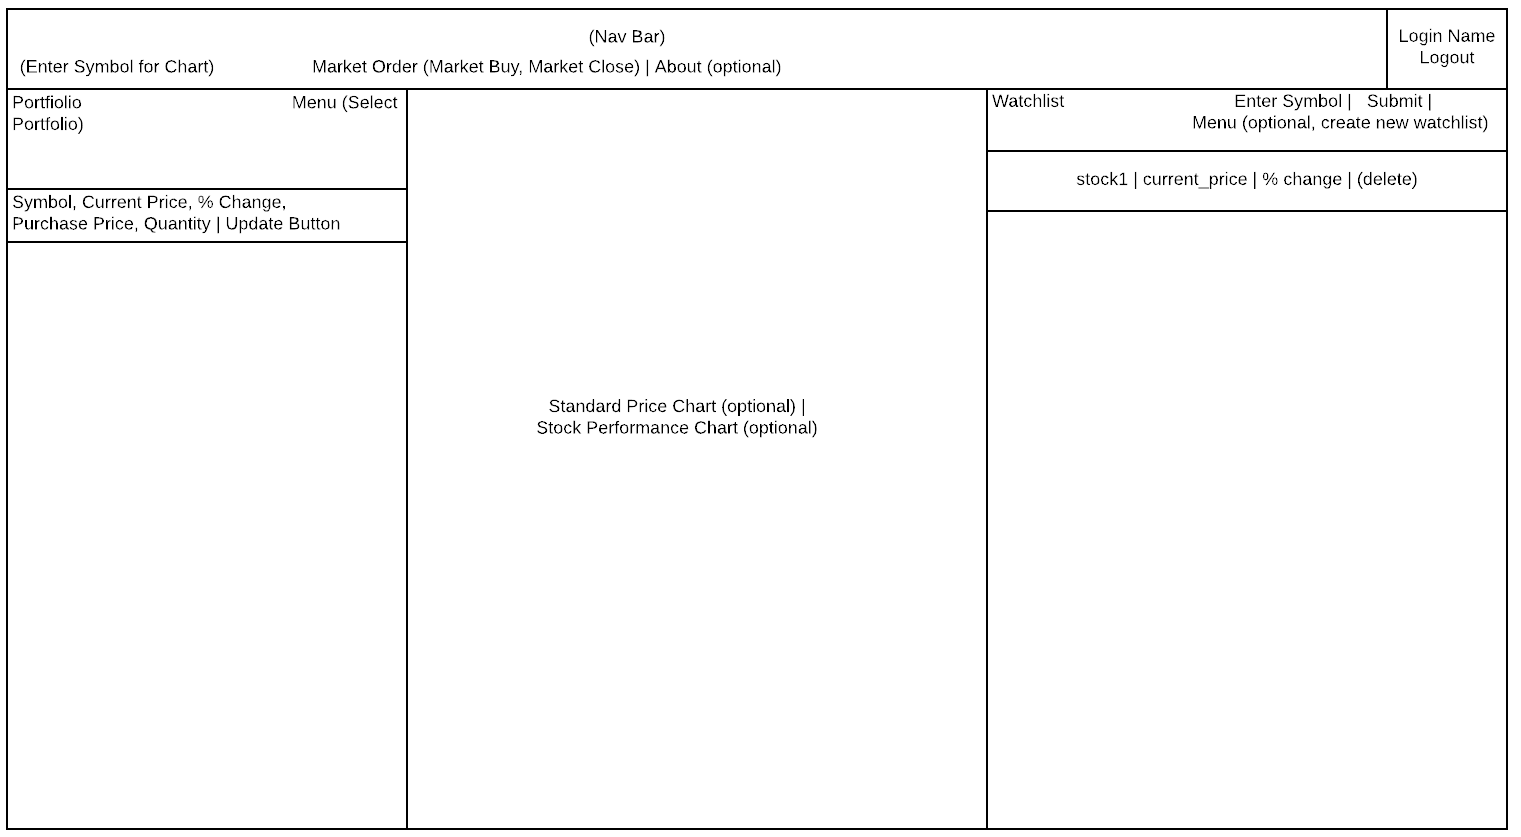 (Nav Bar)
(Enter Symbol for Chart) Market Order (Market Buy, Market Close) | About (optional)
Login Name
Logout
Portfiolio Menu (Select
Portfolio)
Symbol, Current Price, % Change,
Purchase Price, Quantity | Update Button
Standard Price Chart (optional) |
Stock Performance Chart (optional)
Watchlist Enter Symbol | Submit |
Menu (optional, create new watchlist)
stock1 | current_price | % change | (delete)